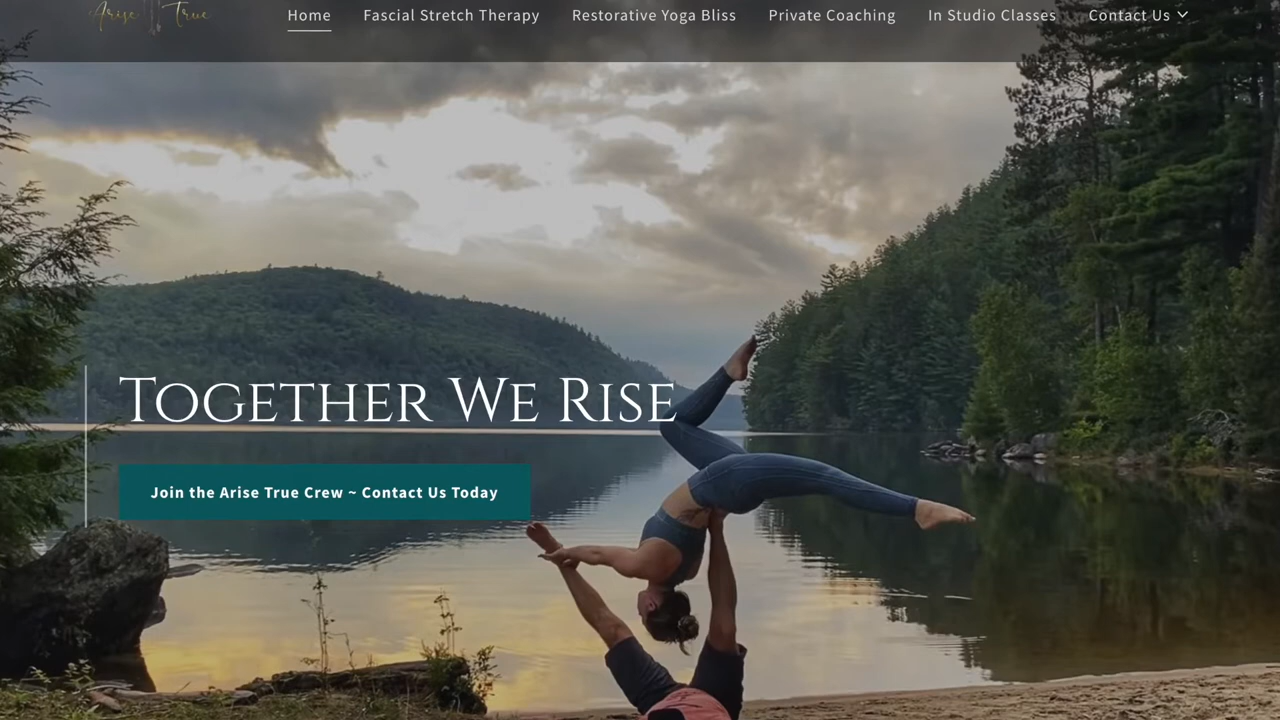 Arise True
Home Fascial Stretch Therapy Restorative Yoga Bliss Private Coaching In Studio Classes Contact Us
Together We Rise
Join the Arise True Crew ~ Contact Us Today